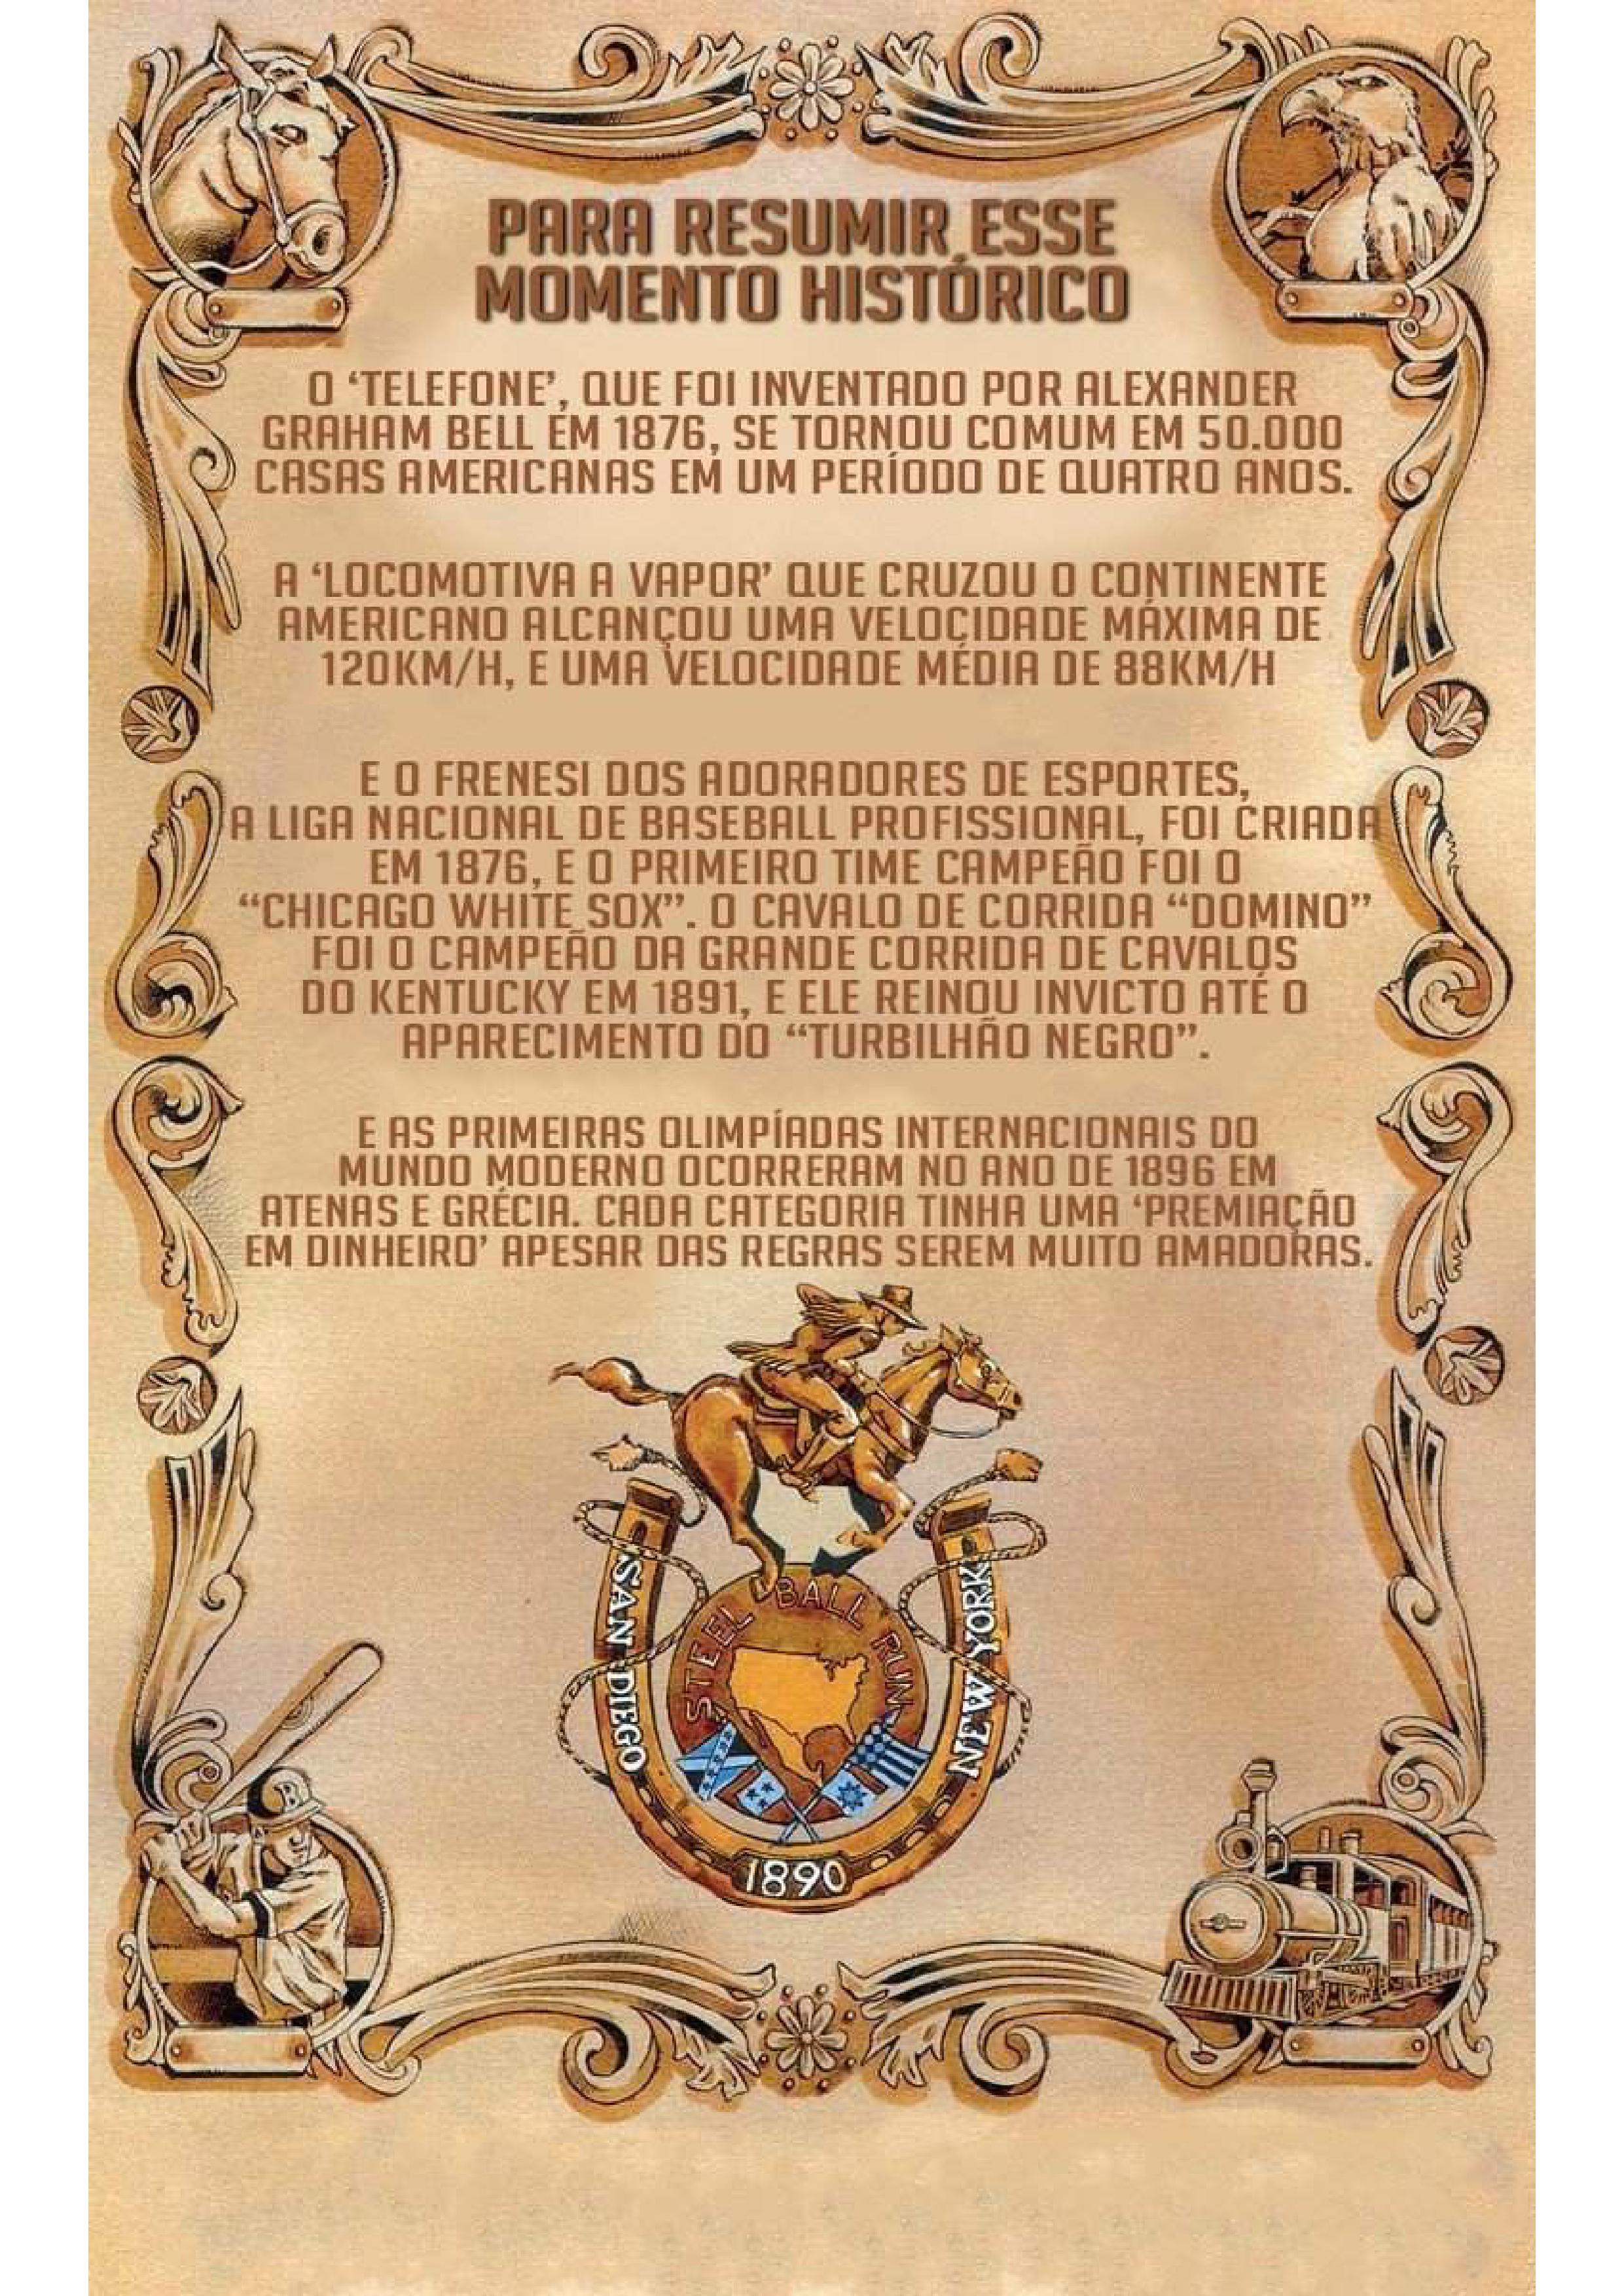 PARA RESUMIR ESSE
MOMENTO HISTÓRICO
O ‘TELEFONE’, QUE FOI INVENTADO POR ALEXANDER
GRAHAM BELL EM 1876, SE TORNOU COMUM EM 50.000
CASAS AMERICANAS EM UM PERÍODO DE QUATRO ANOS.
A ‘LOCOMOTIVA A VAPOR’ QUE CRUZOU O CONTINENTE
AMERICANO ALCANÇOU UMA VELOCIDADE MÁXIMA DE
120KM/H, E UMA VELOCIDADE MÉDIA DE 88KM/H
E O FRENESI DOS ADORADORES DE ESPORTES,
A LIGA NACIONAL DE BASEBALL PROFISSIONAL, FOI CRIADA
EM 1876, E O PRIMEIRO TIME CAMPEÃO FOI O
“CHICAGO WHITE SOX”. O CAVALO DE CORRIDA “DOMINO”
FOI O CAMPEÃO DA GRANDE CORRIDA DE CAVALOS
DO KENTUCKY EM 1891, E ELE REINOU INVICTO ATÉ O
APARECIMENTO DO “TURBILHÃO NEGRO”.
E AS PRIMEIRAS OLIMPÍADAS INTERNACIONAIS DO
MUNDO MODERNO OCORRERAM NO ANO DE 1896 EM
ATENAS E GRÉCIA. CADA CATEGORIA TINHA UMA ‘PREMIAÇÃO
EM DINHEIRO’ APESAR DAS REGRAS SEREM MUITO AMADORAS.
SAN DIEGO
STEEL BALL RUN
NEW YORK
1890
B